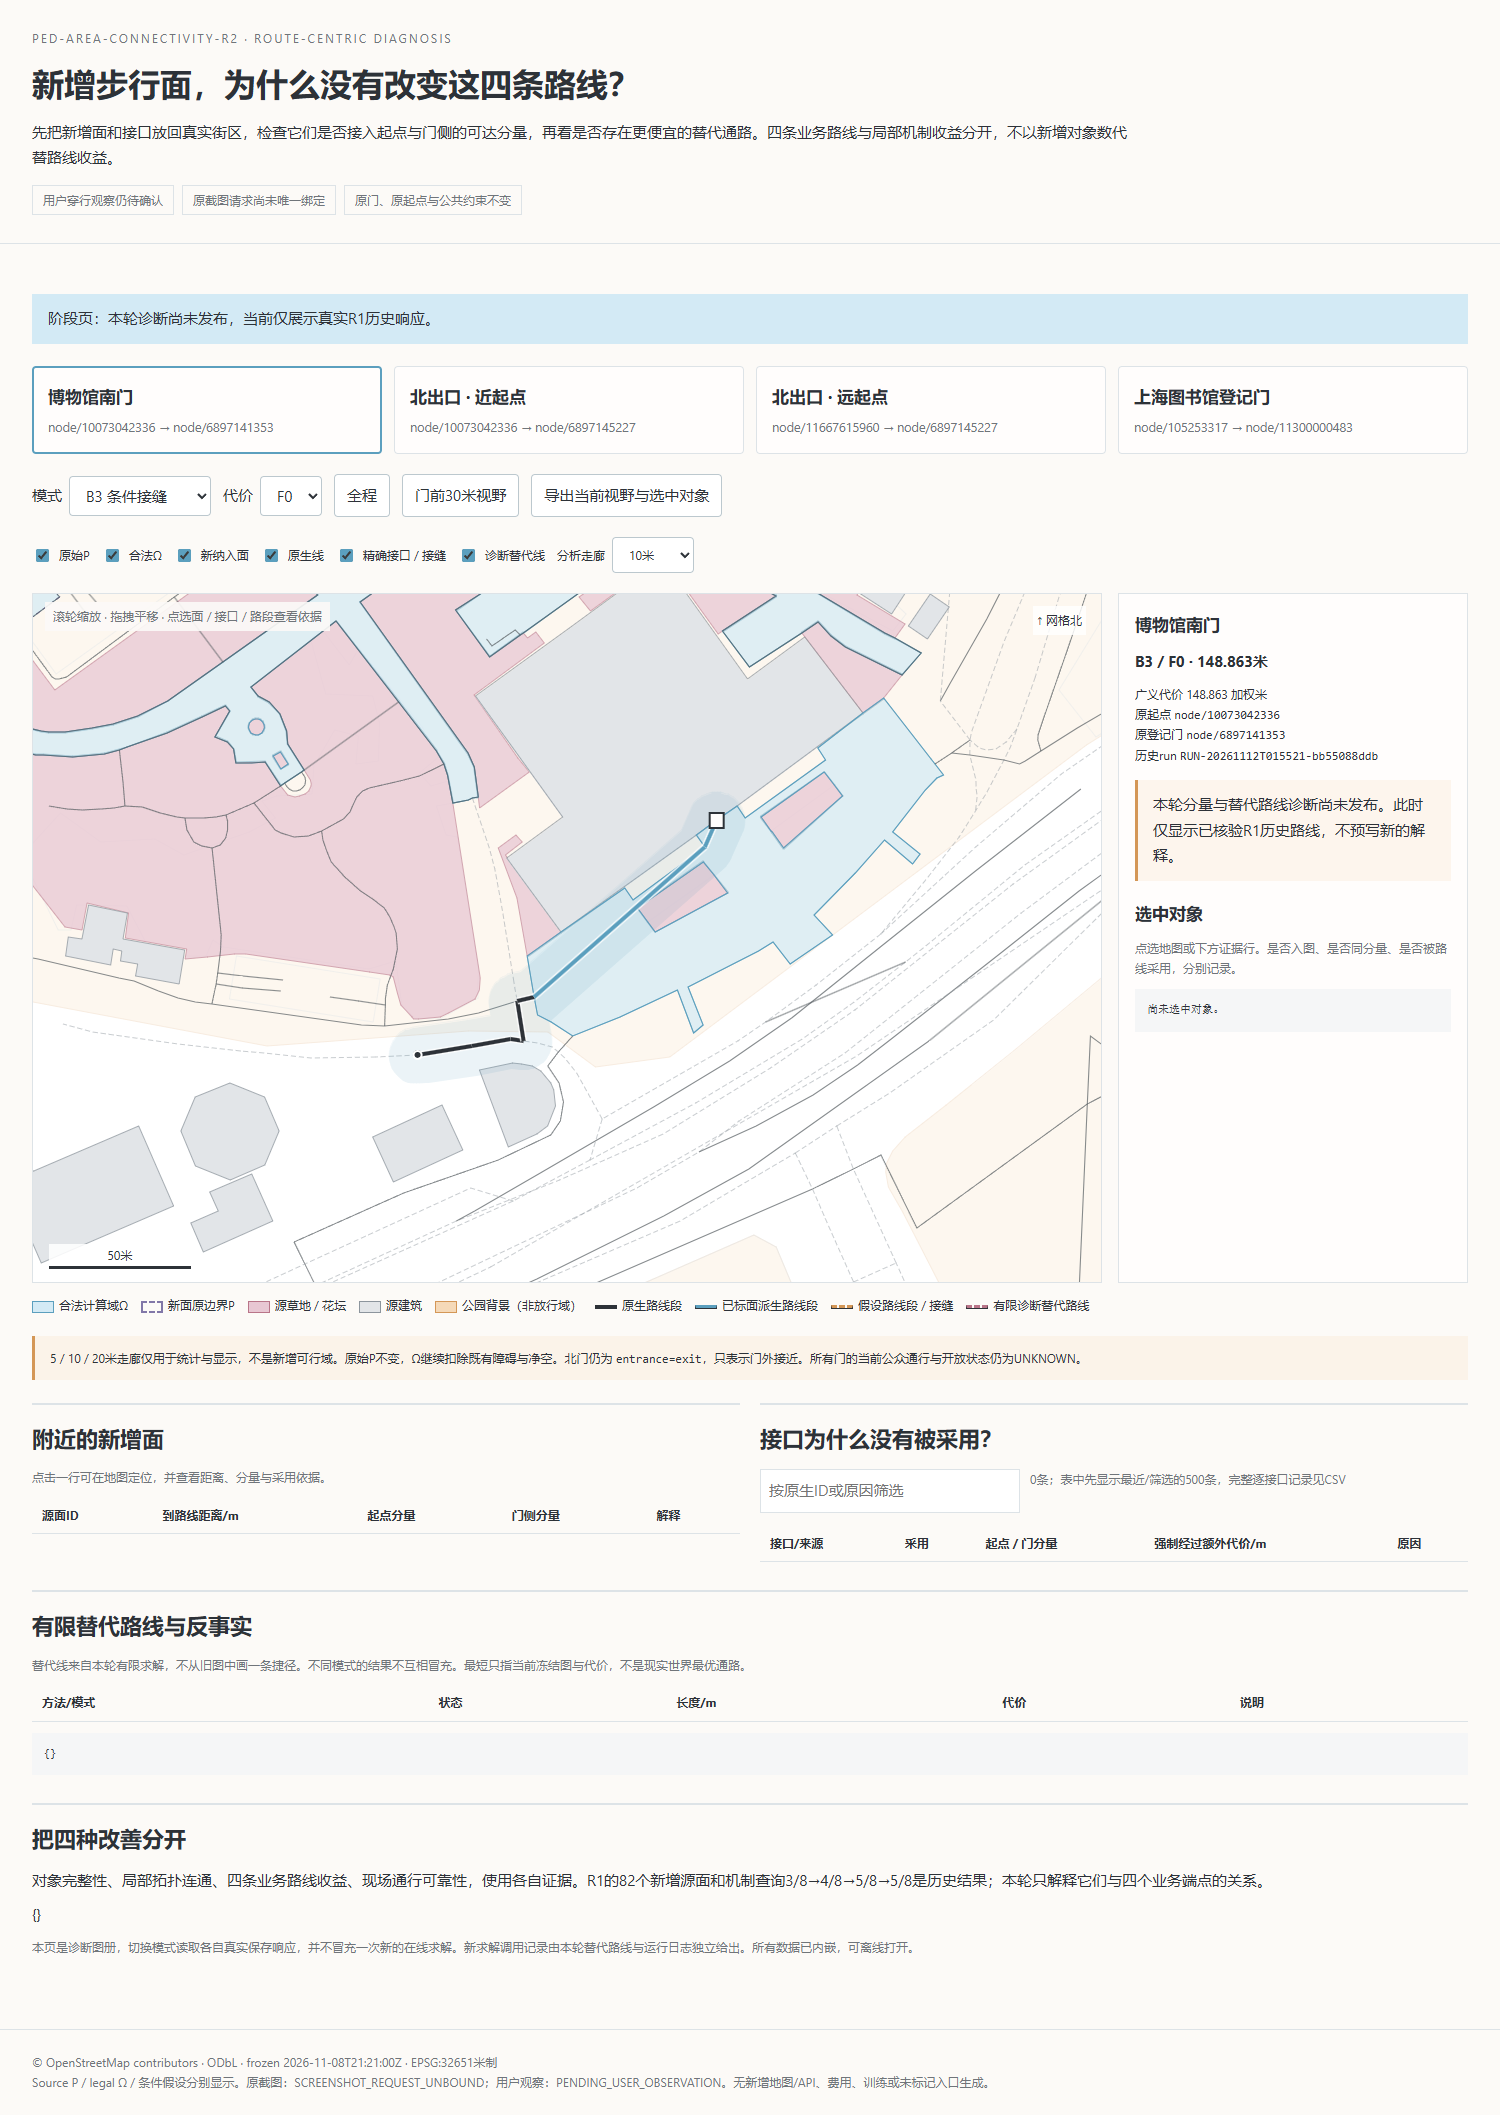 PED-AREA-CONNECTIVITY-R2 · ROUTE-CENTRIC DIAGNOSIS
新增步行面，为什么没有改变这四条路线？
先把新增面和接口放回真实街区，检查它们是否接入起点与门侧的可达分量，再看是否存在更便宜的替代通路。四条业务路线与局部机制收益分开，不以新增对象数代
替路线收益。
用户穿行观察仍待确认
原截图请求尚未唯一绑定
原门、原起点与公共约束不变
阶段页：本轮诊断尚未发布，当前仅展示真实R1历史响应。
博物馆南门
node/10073042336 → node/6897141353
北出口 · 近起点
node/10073042336 → node/6897145227
北出口 · 远起点
node/11667615960 → node/6897145227
上海图书馆登记门
node/105253317 → node/11300000483
模式 B3 条件接缝 代价 F0 全程 门前30米视野 导出当前视野与选中对象
原始P 合法Ω 新纳入面 原生线 精确接口 / 接缝 诊断替代线 分析走廊 10米
滚轮缩放 · 拖拽平移 · 点选面 / 接口 / 路段查看依据
↑ 网格北
50米
博物馆南门
B3 / F0 · 148.863米
广义代价 148.863 加权米
原起点 node/10073042336
原登记门 node/6897141353
历史run RUN-20261112T015521-bb55088ddb
本轮分量与替代路线诊断尚未发布。此时
仅显示已核验R1历史路线，不预写新的解
释。
选中对象
点选地图或下方证据行。是否入图、是否同分量、是否被路
线采用，分别记录。
尚未选中对象。
合法计算域Ω 新面原边界P 源草地 / 花坛 源建筑 公园背景（非放行域） 原生路线段 已标面派生路线段 假设路线段 / 接缝 有限诊断替代路线
5 / 10 / 20米走廊仅用于统计与显示，不是新增可行域。原始P不变，Ω继续扣除既有障碍与净空。北门仍为 entrance=exit，只表示门外接近。所有门的当前公众通行与开放状态仍为UNKNOWN。
附近的新增面
点击一行可在地图定位，并查看距离、分量与采用依据。
源面ID 到路线距离/m 起点分量 门侧分量 解释
接口为什么没有被采用？
按原生ID或原因筛选
0条；表中先显示最近/筛选的500条，完整逐接口记录见CSV
接口/来源 采用 起点 / 门分量 强制经过额外代价/m 原因
有限替代路线与反事实
替代线来自本轮有限求解，不从旧图中画一条捷径。不同模式的结果不互相冒充。最短只指当前冻结图与代价，不是现实世界最优通路。
方法/模式 状态 长度/m 代价 说明
{}
把四种改善分开
对象完整性、局部拓扑连通、四条业务路线收益、现场通行可靠性，使用各自证据。R1的82个新增源面和机制查询3/8→4/8→5/8→5/8是历史结果；本轮只解释它们与四个业务端点的关系。
{}
本页是诊断图册，切换模式读取各自真实保存响应，并不冒充一次新的在线求解。新求解调用记录由本轮替代路线与运行日志独立给出。所有数据已内嵌，可离线打开。
© OpenStreetMap contributors · ODbL · frozen 2026-11-08T21:21:00Z · EPSG:32651米制
Source P / legal Ω / 条件假设分别显示。原截图：SCREENSHOT_REQUEST_UNBOUND；用户观察：PENDING_USER_OBSERVATION。无新增地图/API、费用、训练或未标记入口生成。